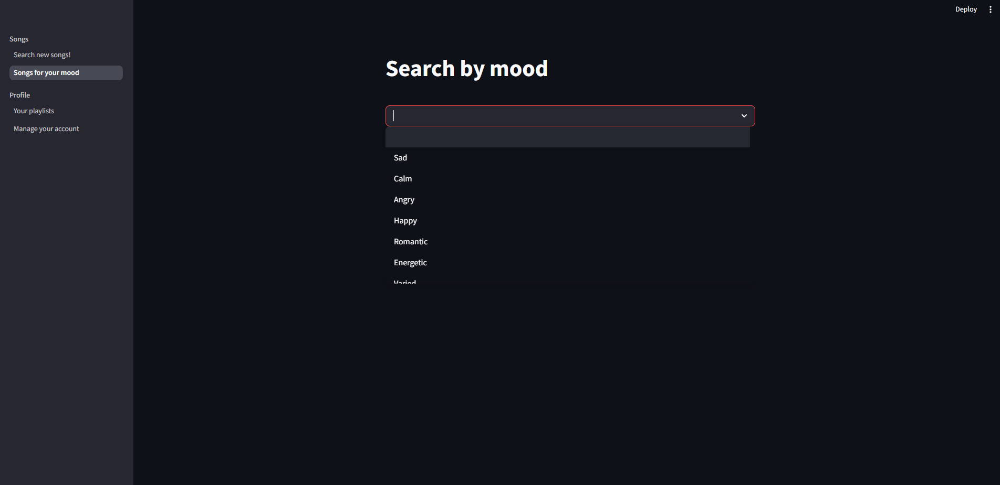 Deploy
Songs
Search new songs!
Songs for your mood
Profile
Your playlists
Manage your account
Search by mood
Sad
Calm
Angry
Happy
Romantic
Energetic
Varied